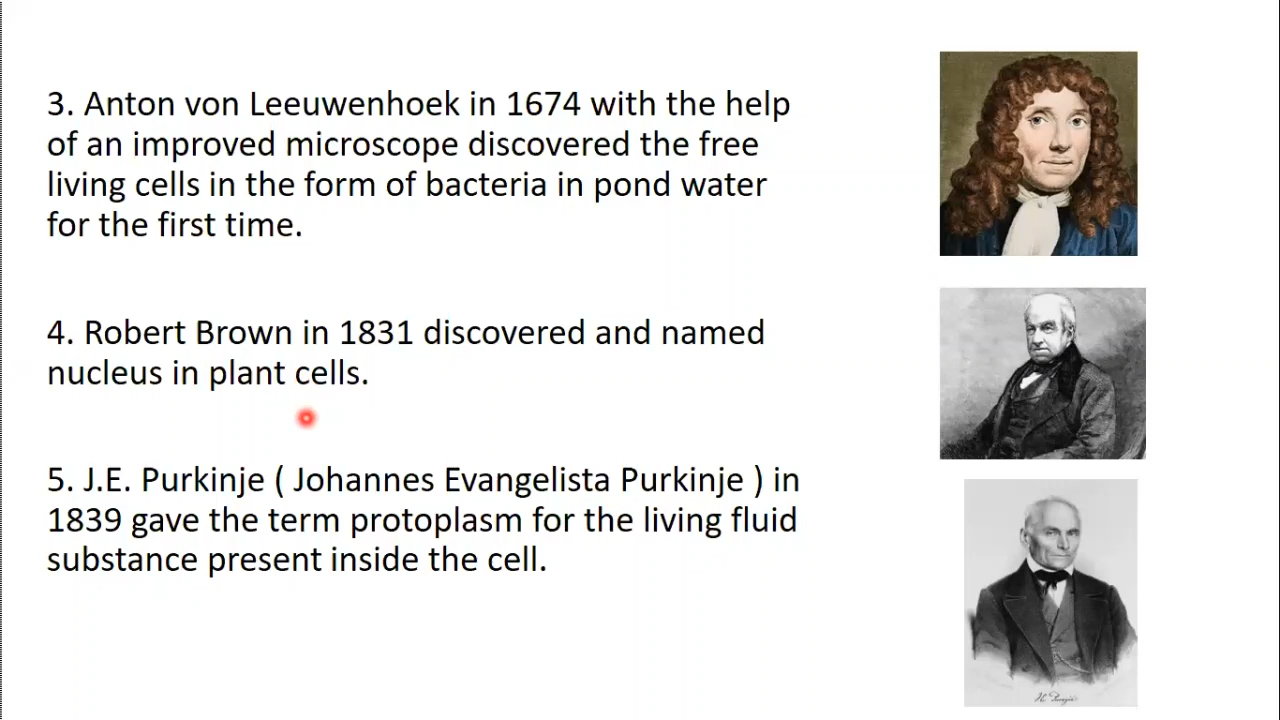 3. Anton von Leeuwenhoek in 1674 with the help
of an improved microscope discovered the free
living cells in the form of bacteria in pond water
for the first time.
4. Robert Brown in 1831 discovered and named
nucleus in plant cells.
5. J.E. Purkinje ( Johannes Evangelista Purkinje ) in
1839 gave the term protoplasm for the living fluid
substance present inside the cell.